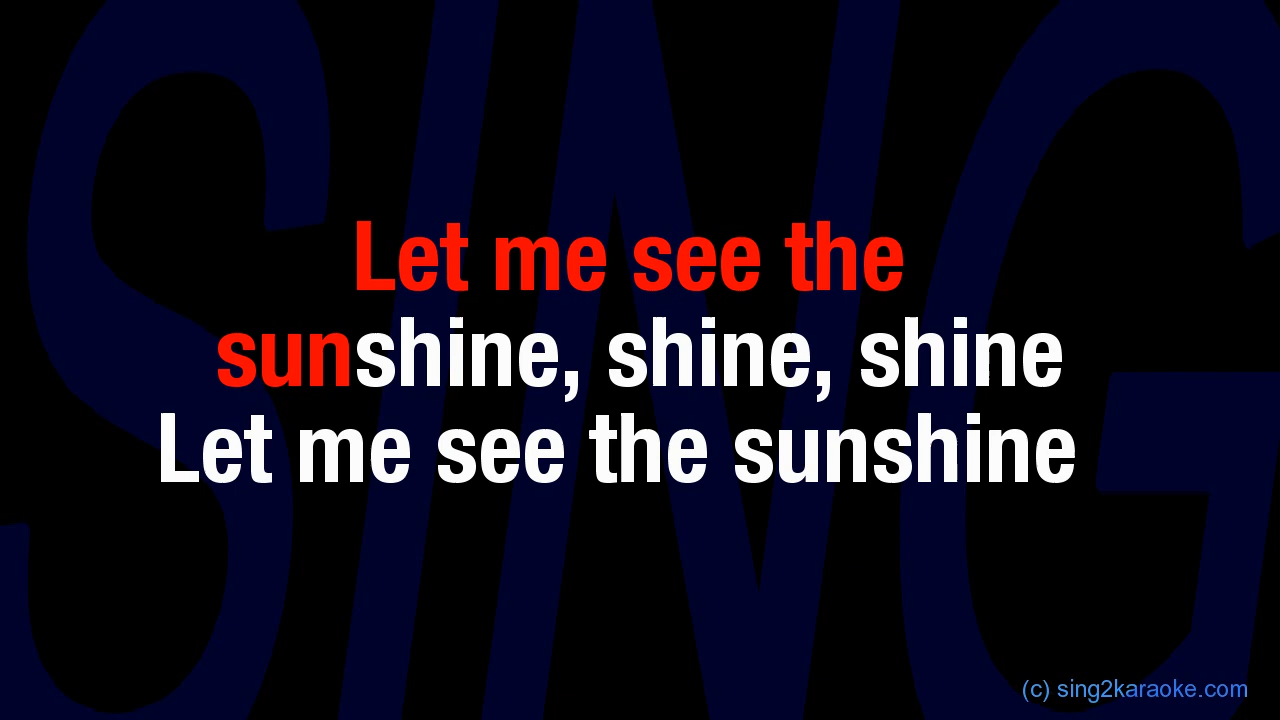 SING
Let me see the
sunshine, shine, shine
Let me see the sunshine
(c) sing2karaoke.com